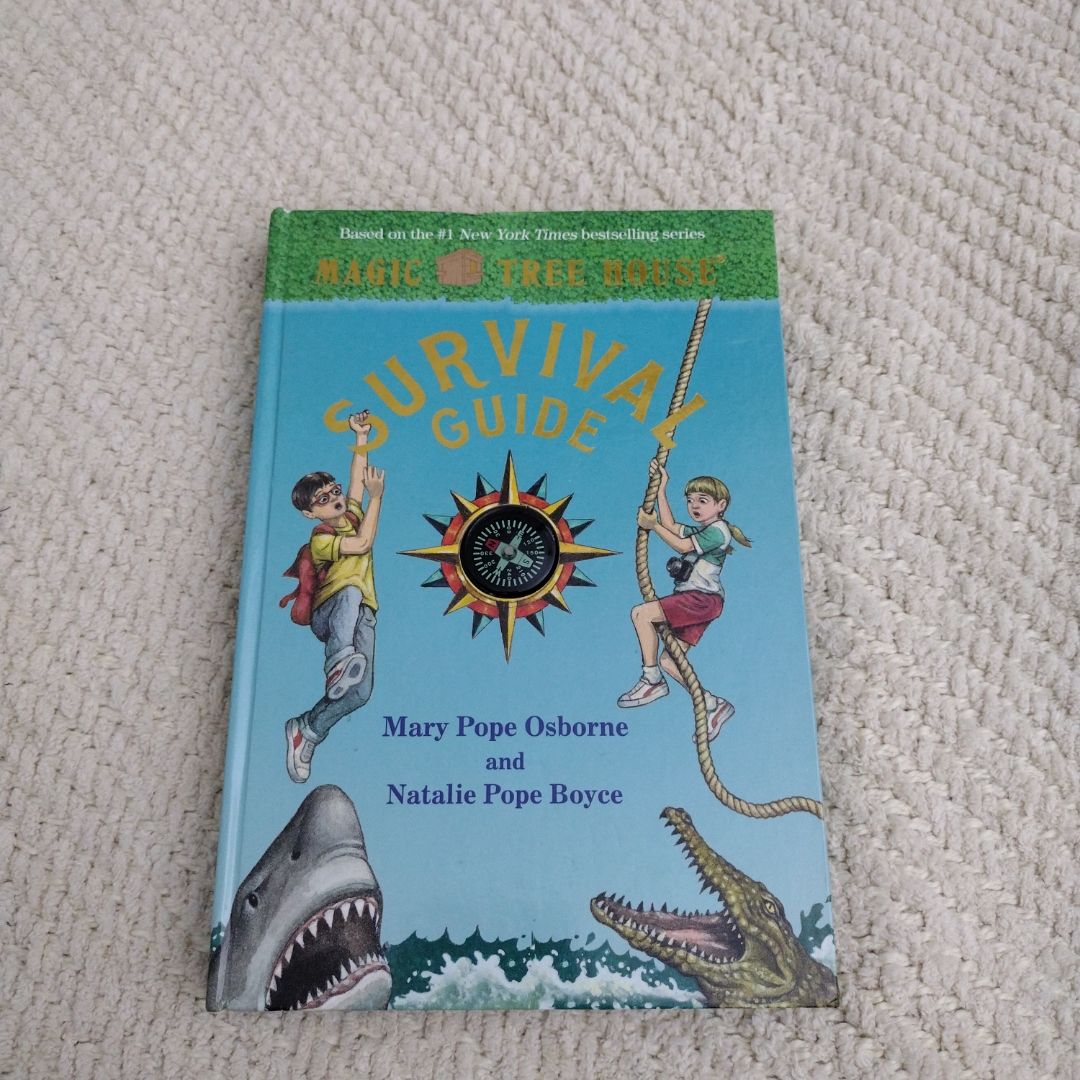 Based on the #1 New York Times bestselling series
MAGIC TREE HOUSE®
SURVIVAL
GUIDE
Mary Pope Osborne
and
Natalie Pope Boyce